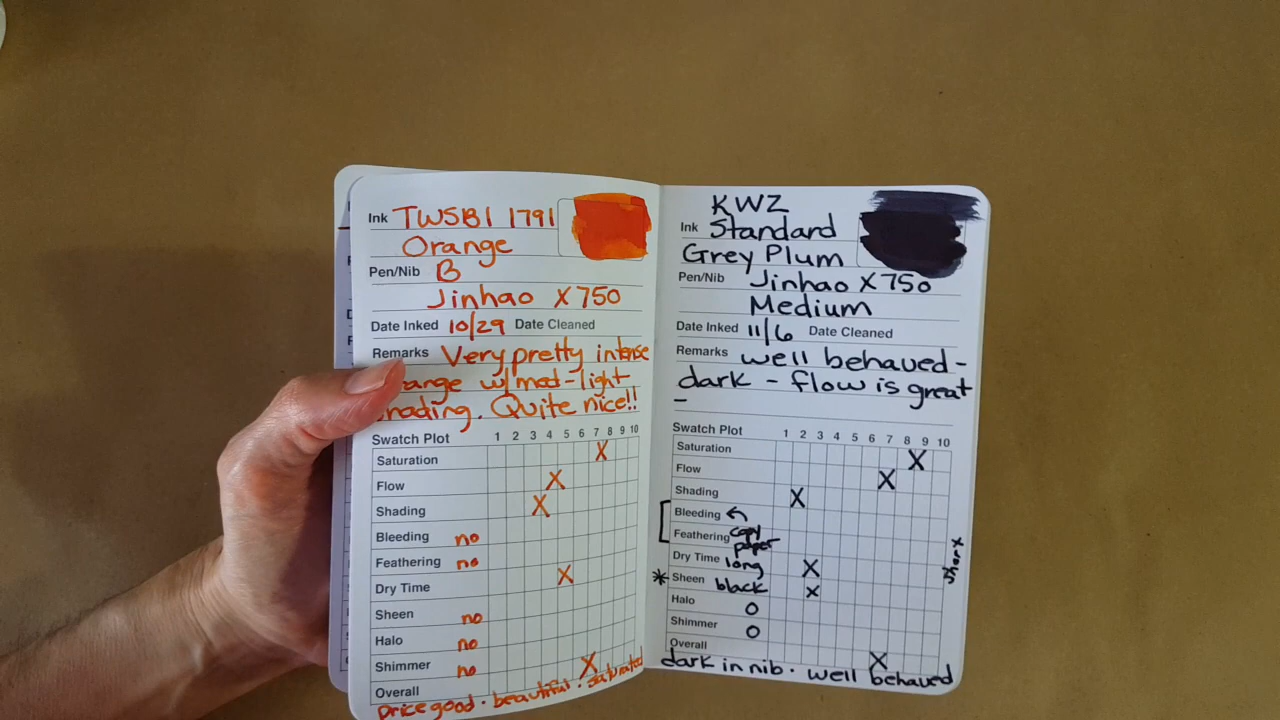 Ink TWSBI 1791
Orange
Pen/Nib B
Jinhao X750
Date Inked 10/29 Date Cleaned
Remarks Very pretty intense
orange w/ med-light
shading. Quite nice!!
Swatch Plot 1 2 3 4 5 6 7 8 9 10
Saturation X
Flow X
Shading X
Bleeding no
Feathering no
Dry Time X
Sheen no
Halo no
Shimmer no X
Overall
price good · beautiful · saturated
KWZ
Ink Standard
Grey Plum
Pen/Nib Jinhao X750
Medium
Date Inked 11/6 Date Cleaned
Remarks well behaved -
dark - flow is great
-
Swatch Plot 1 2 3 4 5 6 7 8 9 10
Saturation X
Flow X
Shading X
Bleeding
Feathering copy
paper
Dry Time long X
* Sheen black X
short
Halo O
Shimmer O
Overall X
dark in nib · well behaved